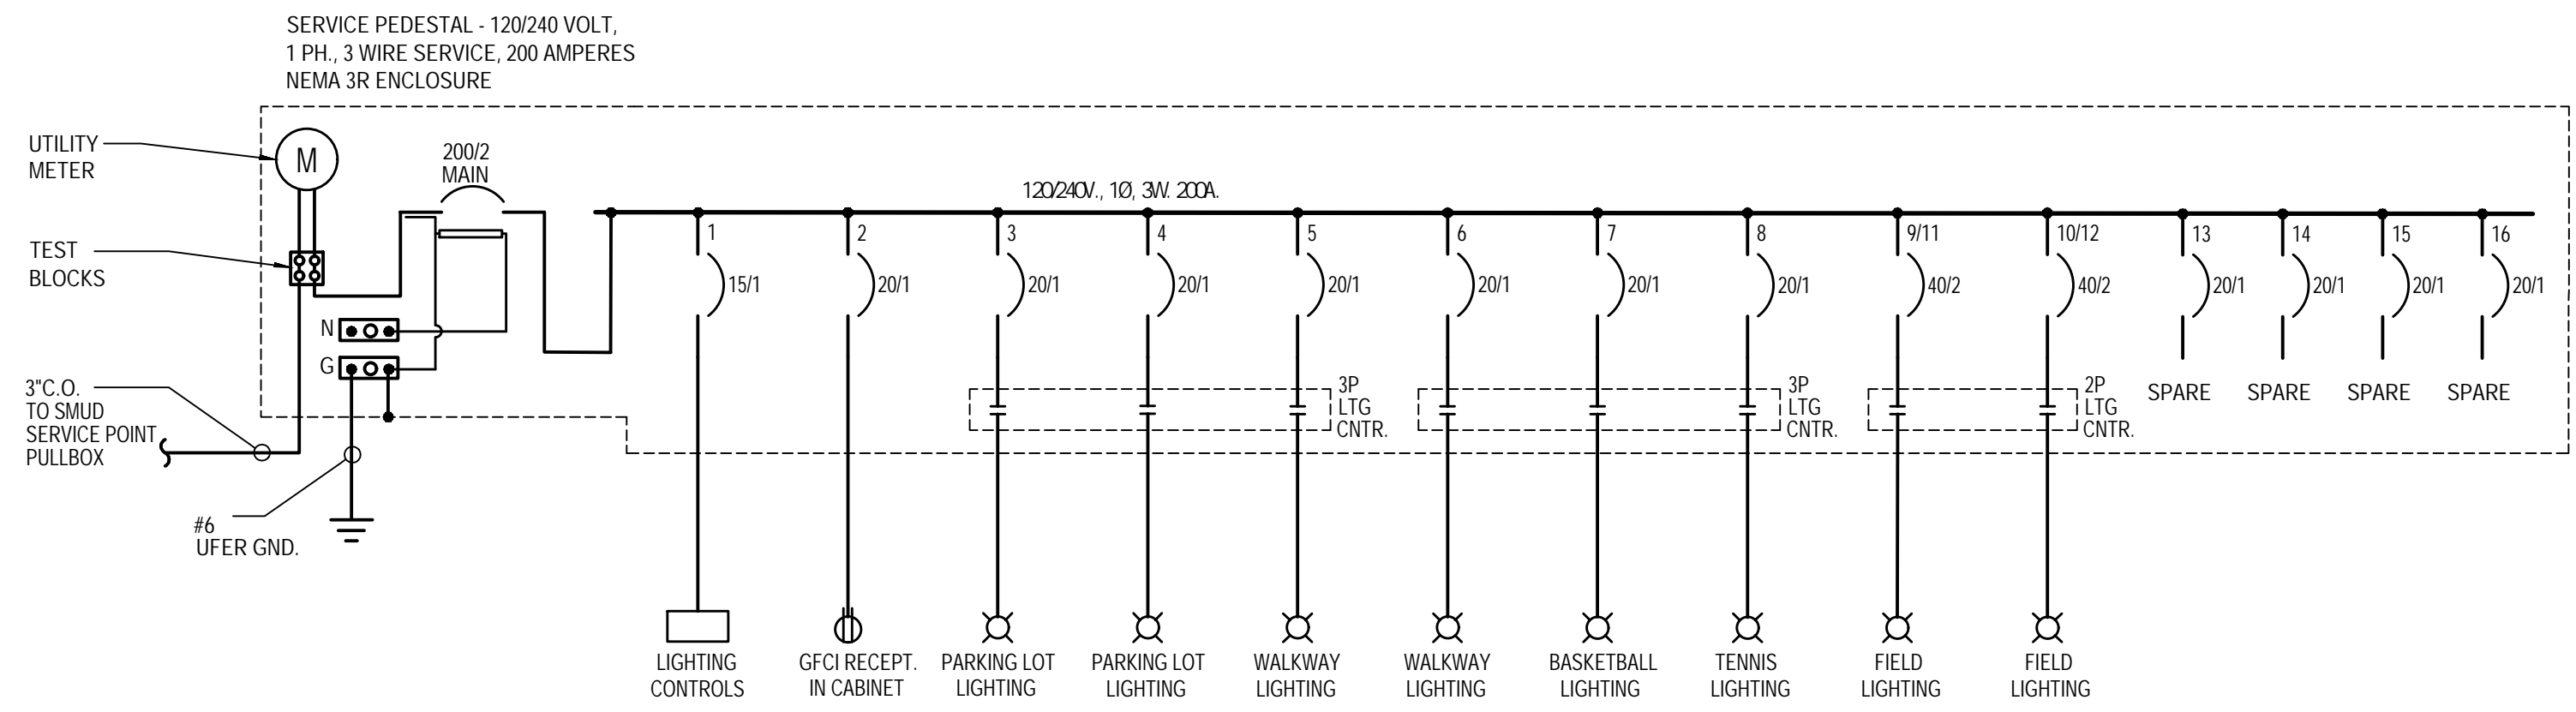 SERVICE PEDESTAL - 120/240 VOLT,
1 PH., 3 WIRE SERVICE, 200 AMPERES
NEMA 3R ENCLOSURE
UTILITY
METER
M
200/2
MAIN
120/240V., 1Ø, 3W. 200A.
TEST
BLOCKS
N
G
3"C.O.
TO SMUD
SERVICE POINT
PULLBOX
#6
UFER GND.
1
2
3
4
5
6
7
8
9/11
10/12
13
14
15
16
15/1
20/1
20/1
20/1
20/1
20/1
20/1
20/1
40/2
40/2
20/1
20/1
20/1
20/1
3P
LTG
CNTR.
3P
LTG
CNTR.
2P
LTG
CNTR.
SPARE
SPARE
SPARE
SPARE
LIGHTING
CONTROLS
GFCI RECEPT.
IN CABINET
PARKING LOT
LIGHTING
PARKING LOT
LIGHTING
WALKWAY
LIGHTING
WALKWAY
LIGHTING
BASKETBALL
LIGHTING
TENNIS
LIGHTING
FIELD
LIGHTING
FIELD
LIGHTING